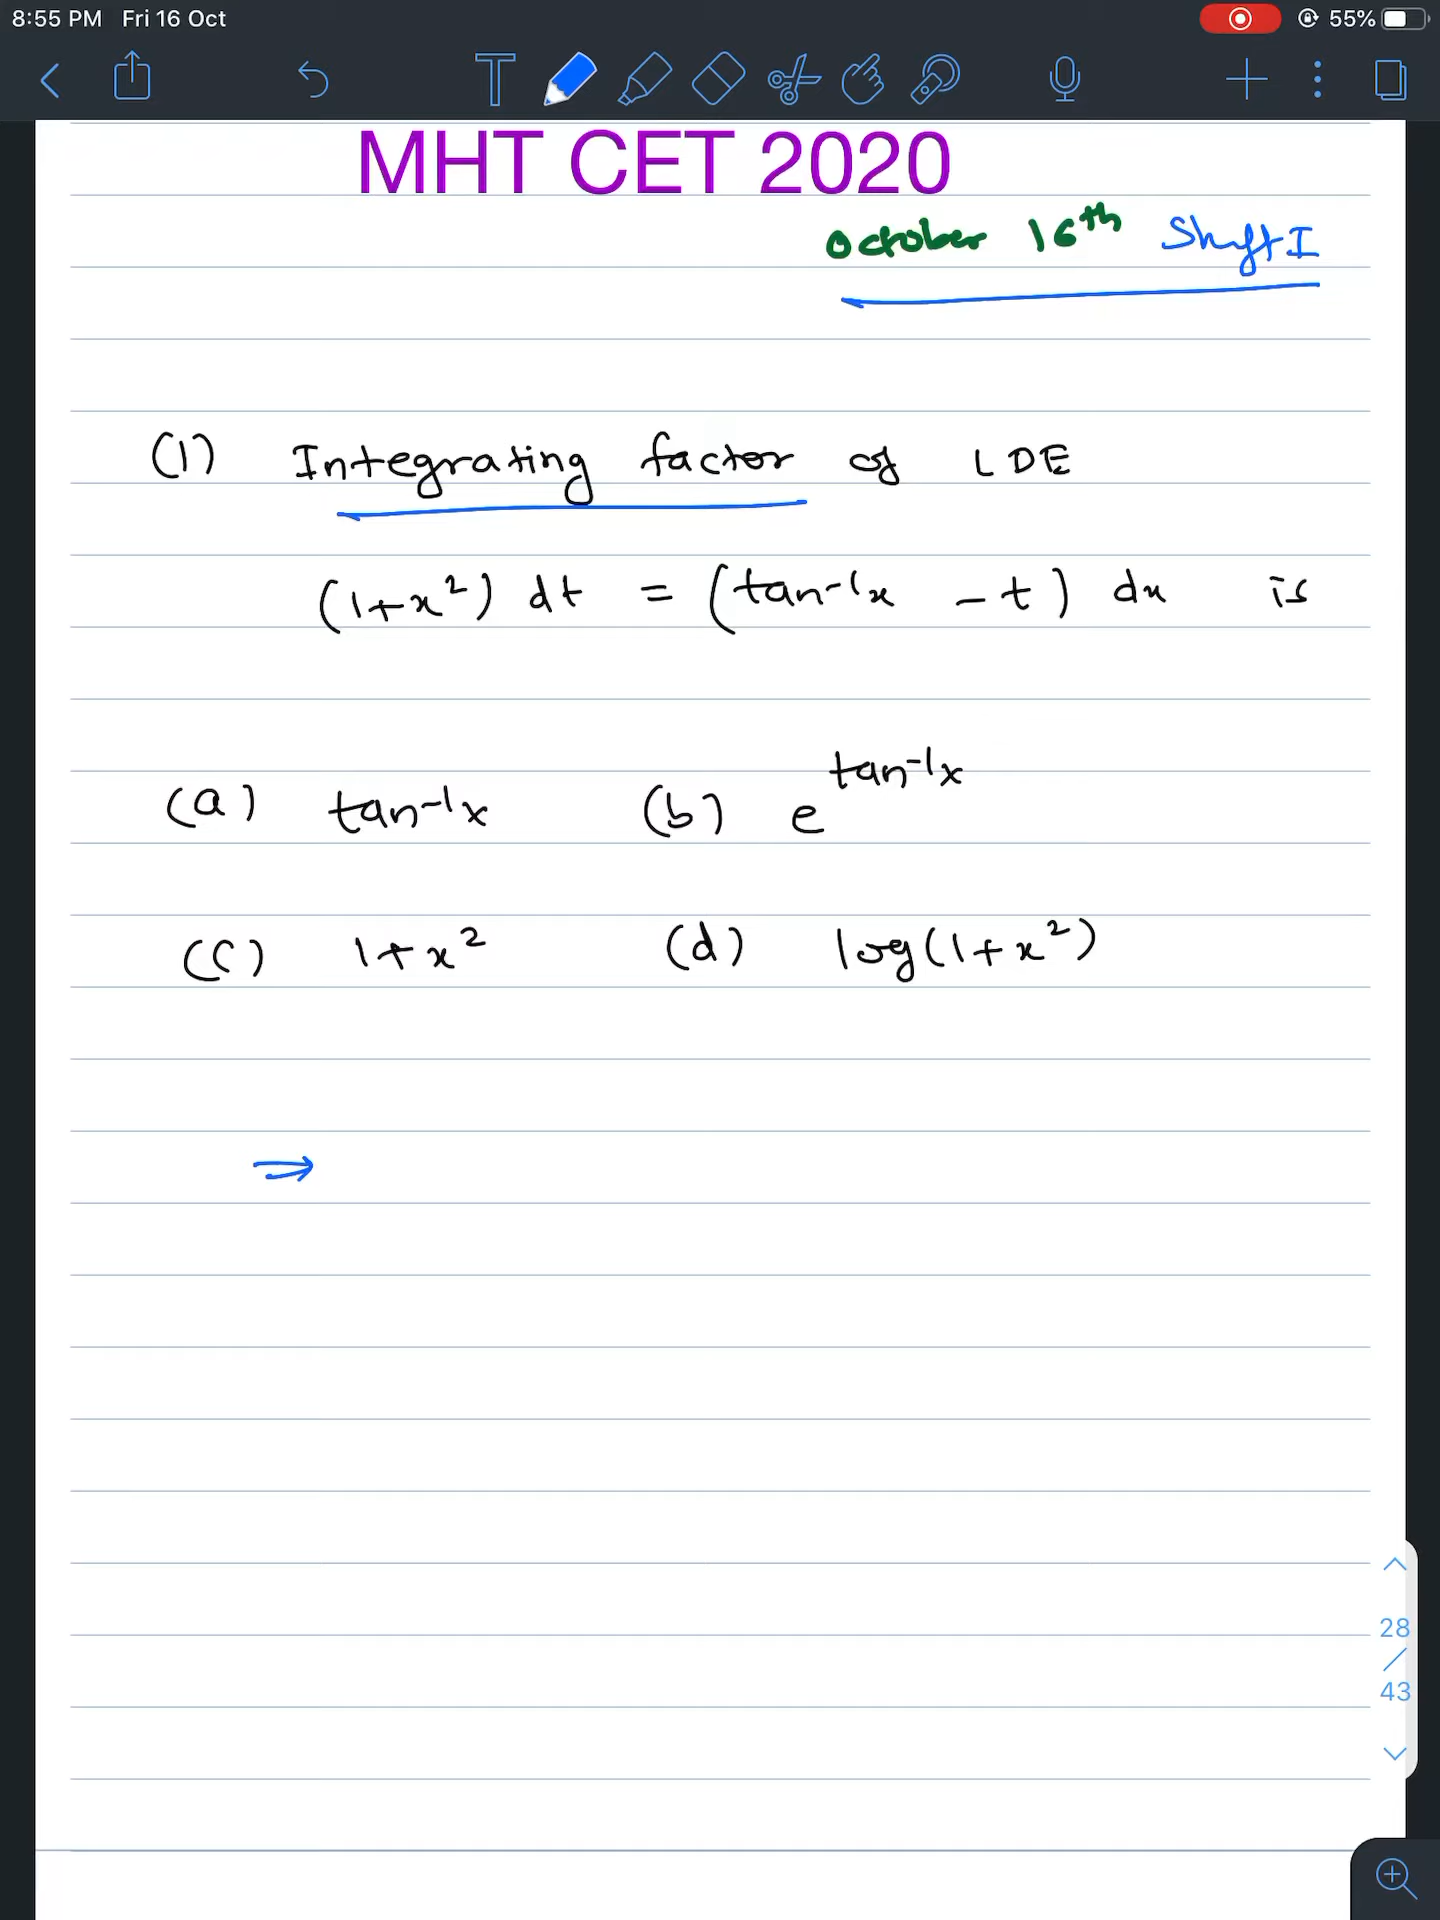 8:55 PM Fri 16 Oct 55%
MHT CET 2020
October 16th Shift I
(1) Integrating factor of LDE
(1+x²) dt = (tan⁻¹x - t) dx is
(a) tan⁻¹x (b) e^tan⁻¹x
(c) 1+x² (d) log(1+x²)
⇒
28
/
43